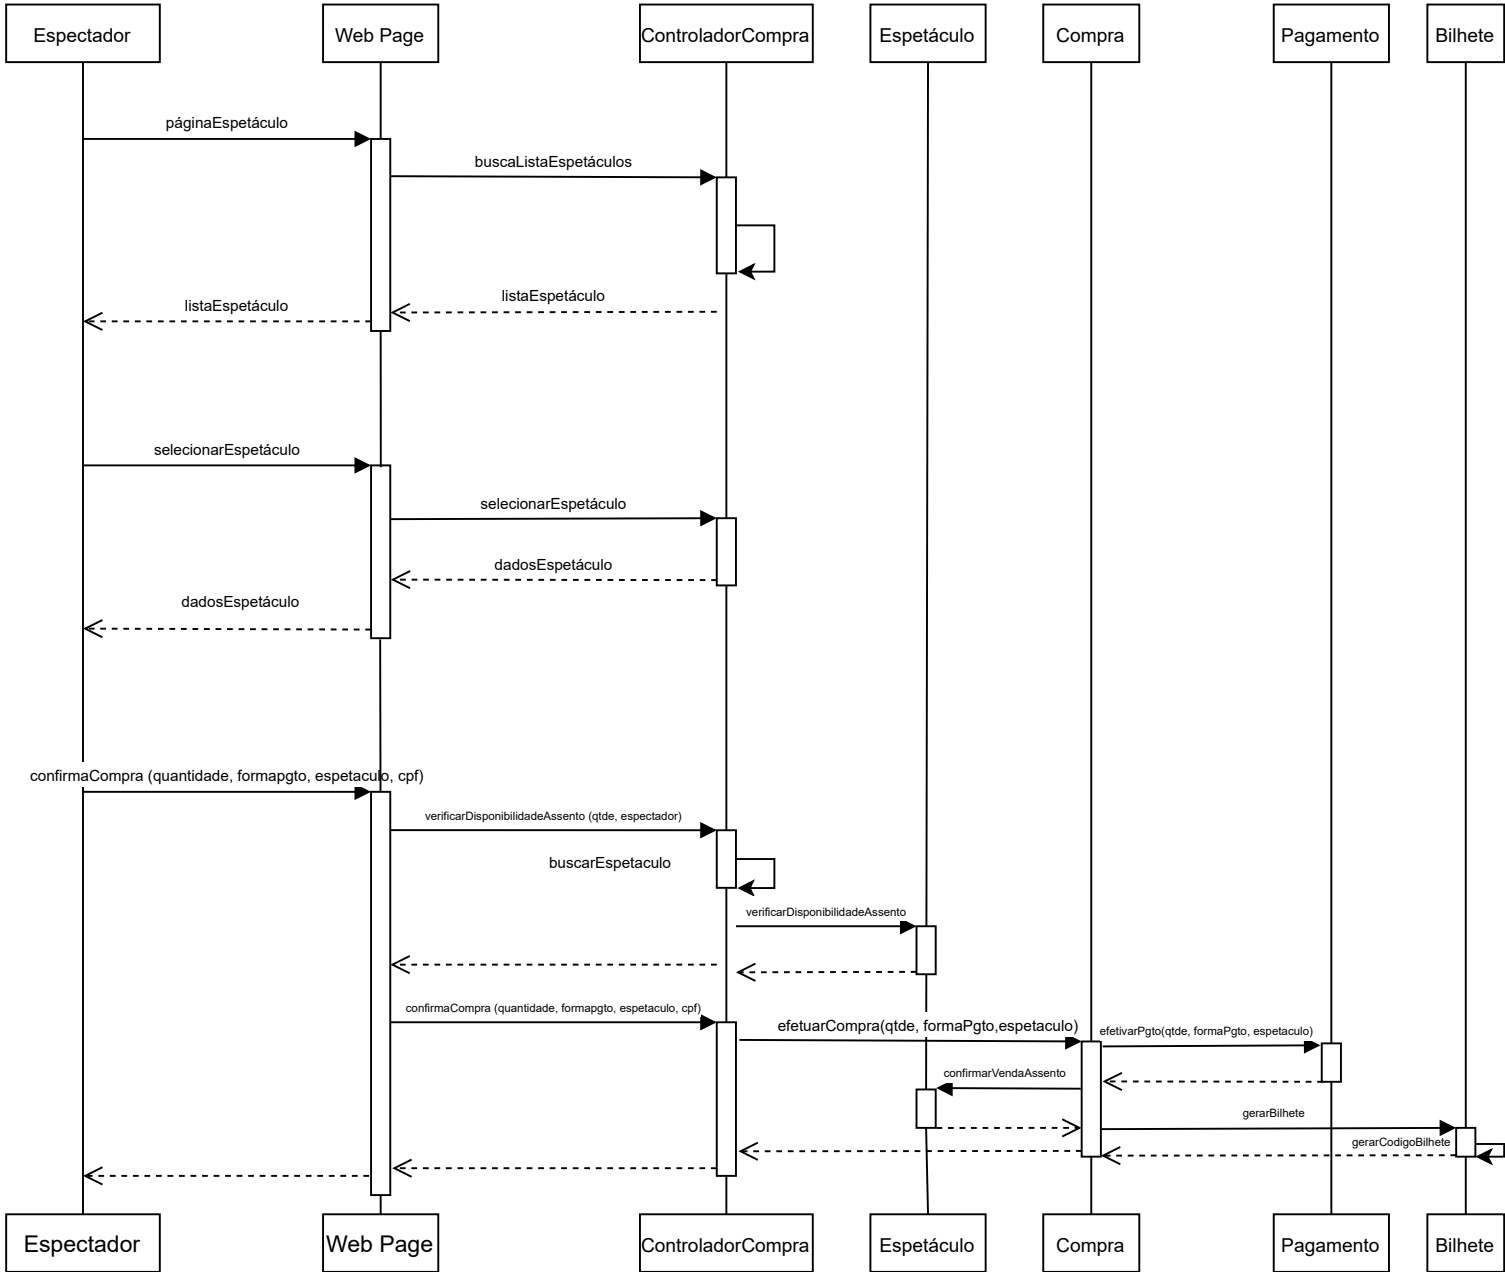 Espectador
Web Page
ControladorCompra
Espetáculo
Compra
Pagamento
Bilhete
páginaEspetáculo
buscaListaEspetáculos
listaEspetáculo
listaEspetáculo
selecionarEspetáculo
selecionarEspetáculo
dadosEspetáculo
dadosEspetáculo
confirmaCompra (quantidade, formapgto, espetaculo, cpf)
verificarDisponibilidadeAssento (qtde, espectador)
buscarEspetaculo
verificarDisponibilidadeAssento
confirmaCompra (quantidade, formapgto, espetaculo, cpf)
efetuarCompra(qtde, formaPgto,espetaculo)
efetivarPgto(qtde, formaPgto, espetaculo)
confirmarVendaAssento
gerarBilhete
gerarCodigoBilhete
Espectador
Web Page
ControladorCompra
Espetáculo
Compra
Pagamento
Bilhete